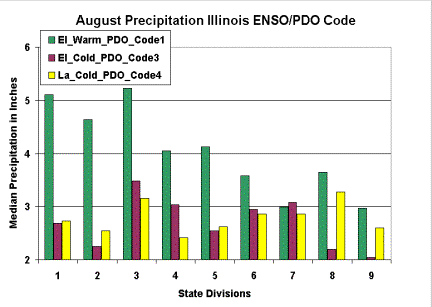 August Precipitation Illinois ENSO/PDO Code
El_Warm_PDO_Code1
El_Cold_PDO_Code3
La_Cold_PDO_Code4
Median Precipitation in Inches
6
5
4
3
2
1 2 3 4 5 6 7 8 9
State Divisions